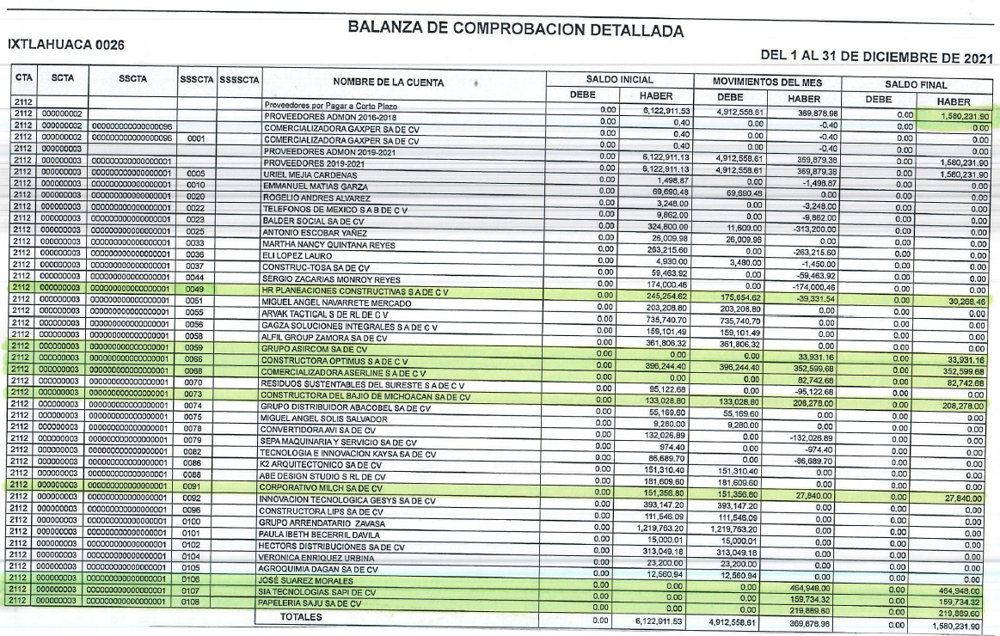 BALANZA DE COMPROBACION DETALLADA
IXTLAHUACA 0026
DEL 1 AL 31 DE DICIEMBRE DE 2021
CTA SCTA SSCTA SSSCTA SSSSCTA NOMBRE DE LA CUENTA SALDO INICIAL MOVIMIENTOS DEL MES SALDO FINAL
DEBE HABER DEBE HABER DEBE HABER
2112 Proveedores por Pagar a Corto Plazo 0.00 6,122,911.53 4,912,558.61 369,878.98 0.00 1,580,231.90
2112 000000002 PROVEEDORES ADMON 2016-2018 0.00 0.40 0.00 -0.40 0.00 0.00
2112 000000002 000000000000000096 COMERCIALIZADORA GAXPER SA DE CV 0.00 0.40 0.00 -0.40 0.00 0.00
2112 000000002 000000000000000096 0001 COMERCIALIZADORA GAXPER SA DE CV 0.00 0.40 0.00 -0.40 0.00 0.00
2112 000000003 PROVEEDORES ADMON 2019-2021 0.00 6,122,911.13 4,912,558.61 369,879.38 0.00 1,580,231.90
2112 000000003 000000000000000001 PROVEEDORES 2019-2021 0.00 6,122,911.13 4,912,558.61 369,879.38 0.00 1,580,231.90
2112 000000003 000000000000000001 0005 URIEL MEJIA CARDENAS 0.00 1,498.87 0.00 -1,498.87 0.00 0.00
2112 000000003 000000000000000001 0010 EMMANUEL MATIAS GARZA 0.00 69,690.48 69,690.48 0.00 0.00 0.00
2112 000000003 000000000000000001 0020 ROGELIO ANDRES ALVAREZ 0.00 3,248.00 0.00 -3,248.00 0.00 0.00
2112 000000003 000000000000000001 0022 TELEFONOS DE MEXICO S A B DE C V 0.00 9,862.00 0.00 -9,862.00 0.00 0.00
2112 000000003 000000000000000001 0023 BALDER SOCIAL SA DE CV 0.00 324,800.00 11,600.00 -313,200.00 0.00 0.00
2112 000000003 000000000000000001 0025 ANTONIO ESCOBAR YAÑEZ 0.00 26,009.98 26,009.98 0.00 0.00 0.00
2112 000000003 000000000000000001 0033 MARTHA NANCY QUINTANA REYES 0.00 263,215.60 0.00 -263,215.60 0.00 0.00
2112 000000003 000000000000000001 0036 ELI LOPEZ LAURO 0.00 4,930.00 3,480.00 -1,450.00 0.00 0.00
2112 000000003 000000000000000001 0037 CONSTRUC-TOSA SA DE CV 0.00 59,463.92 0.00 -59,463.92 0.00 0.00
2112 000000003 000000000000000001 0044 SERGIO ZACARIAS MONROY REYES 0.00 174,000.46 0.00 -174,000.46 0.00 0.00
2112 000000003 000000000000000001 0049 HR PLANEACIONES CONSTRUCTIVAS S A DE C V 0.00 245,254.62 175,654.62 -39,331.54 0.00 30,268.46
2112 000000003 000000000000000001 0051 MIGUEL ANGEL NAVARRETE MERCADO 0.00 203,208.80 203,208.80 0.00 0.00 0.00
2112 000000003 000000000000000001 0055 ARVAK TACTICAL S DE RL DE C V 0.00 735,740.70 735,740.70 0.00 0.00 0.00
2112 000000003 000000000000000001 0056 GAGZA SOLUCIONES INTEGRALES S A DE C V 0.00 159,101.49 159,101.49 0.00 0.00 0.00
2112 000000003 000000000000000001 0058 ALFIL GROUP ZAMORA SA DE CV 0.00 361,806.32 361,806.32 0.00 0.00 0.00
2112 000000003 000000000000000001 0059 GRUPO ASIRCOM SA DE CV 0.00 0.00 0.00 33,931.16 0.00 33,931.16
2112 000000003 000000000000000001 0066 CONSTRUCTORA OPTIMUS SA DE CV 0.00 396,244.40 396,244.40 352,599.68 0.00 352,599.68
2112 000000003 000000000000000001 0068 COMERCIALIZADORA ASERLINE S A DE C V 0.00 0.00 0.00 82,742.68 0.00 82,742.68
2112 000000003 000000000000000001 0070 RESIDUOS SUSTENTABLES DEL SURESTE S A DE C V 0.00 95,122.68 0.00 -95,122.68 0.00 0.00
2112 000000003 000000000000000001 0073 CONSTRUCTORA DEL BAJIO DE MICHOACAN SA DE CV 0.00 133,028.80 133,028.80 208,278.00 0.00 208,278.00
2112 000000003 000000000000000001 0074 GRUPO DISTRIBUIDOR ABACOBEL SA DE CV 0.00 55,169.60 55,169.60 0.00 0.00 0.00
2112 000000003 000000000000000001 0075 MIGUEL ANGEL SOLIS SALVADOR 0.00 9,280.00 9,280.00 0.00 0.00 0.00
2112 000000003 000000000000000001 0078 CONVERTIDORA AVI SA DE CV 0.00 132,026.89 0.00 -132,026.89 0.00 0.00
2112 000000003 000000000000000001 0079 SEPA MAQUINARIA Y SERVICIO SA DE CV 0.00 974.40 0.00 -974.40 0.00 0.00
2112 000000003 000000000000000001 0082 TECNOLOGIA E INNOVACION KAYSA SA DE CV 0.00 86,689.70 0.00 -86,689.70 0.00 0.00
2112 000000003 000000000000000001 0086 K2 ARQUITECTONICO SA DE CV 0.00 151,310.40 151,310.40 0.00 0.00 0.00
2112 000000003 000000000000000001 0088 ABE DESIGN STUDIO S RL DE CV 0.00 181,609.60 181,609.60 0.00 0.00 0.00
2112 000000003 000000000000000001 0091 CORPORATIVO MILCH SA DE CV 0.00 151,356.80 151,356.80 27,840.00 0.00 27,840.00
2112 000000003 000000000000000001 0092 INNOVACION TECNOLOGICA GESYS SA DE CV 0.00 393,147.20 393,147.20 0.00 0.00 0.00
2112 000000003 000000000000000001 0096 CONSTRUCTORA LIPS SA DE CV 0.00 111,546.09 111,546.09 0.00 0.00 0.00
2112 000000003 000000000000000001 0100 GRUPO ARRENDATARIO ZAVASA 0.00 1,219,763.20 1,219,763.20 0.00 0.00 0.00
2112 000000003 000000000000000001 0101 PAULA IBETH BECERRIL DAVILA 0.00 15,000.01 15,000.01 0.00 0.00 0.00
2112 000000003 000000000000000001 0102 HECTORS DISTRIBUCIONES SA DE CV 0.00 313,049.18 313,049.18 0.00 0.00 0.00
2112 000000003 000000000000000001 0104 VERONICA ENRIQUEZ URBINA 0.00 23,200.00 23,200.00 0.00 0.00 0.00
2112 000000003 000000000000000001 0105 AGROQUIMIA DAGAN SA DE CV 0.00 12,560.94 12,560.94 0.00 0.00 0.00
2112 000000003 000000000000000001 0106 JOSÉ SUAREZ MORALES 0.00 0.00 0.00 464,948.00 0.00 464,948.00
2112 000000003 000000000000000001 0107 SIA TECNOLOGIAS SAPI DE CV 0.00 0.00 0.00 159,734.32 0.00 159,734.32
2112 000000003 000000000000000001 0108 PAPELERIA SAJU SA DE CV 0.00 0.00 0.00 219,889.60 0.00 219,889.60
TOTALES 0.00 6,122,911.53 4,912,558.61 369,878.98 0.00 1,580,231.90